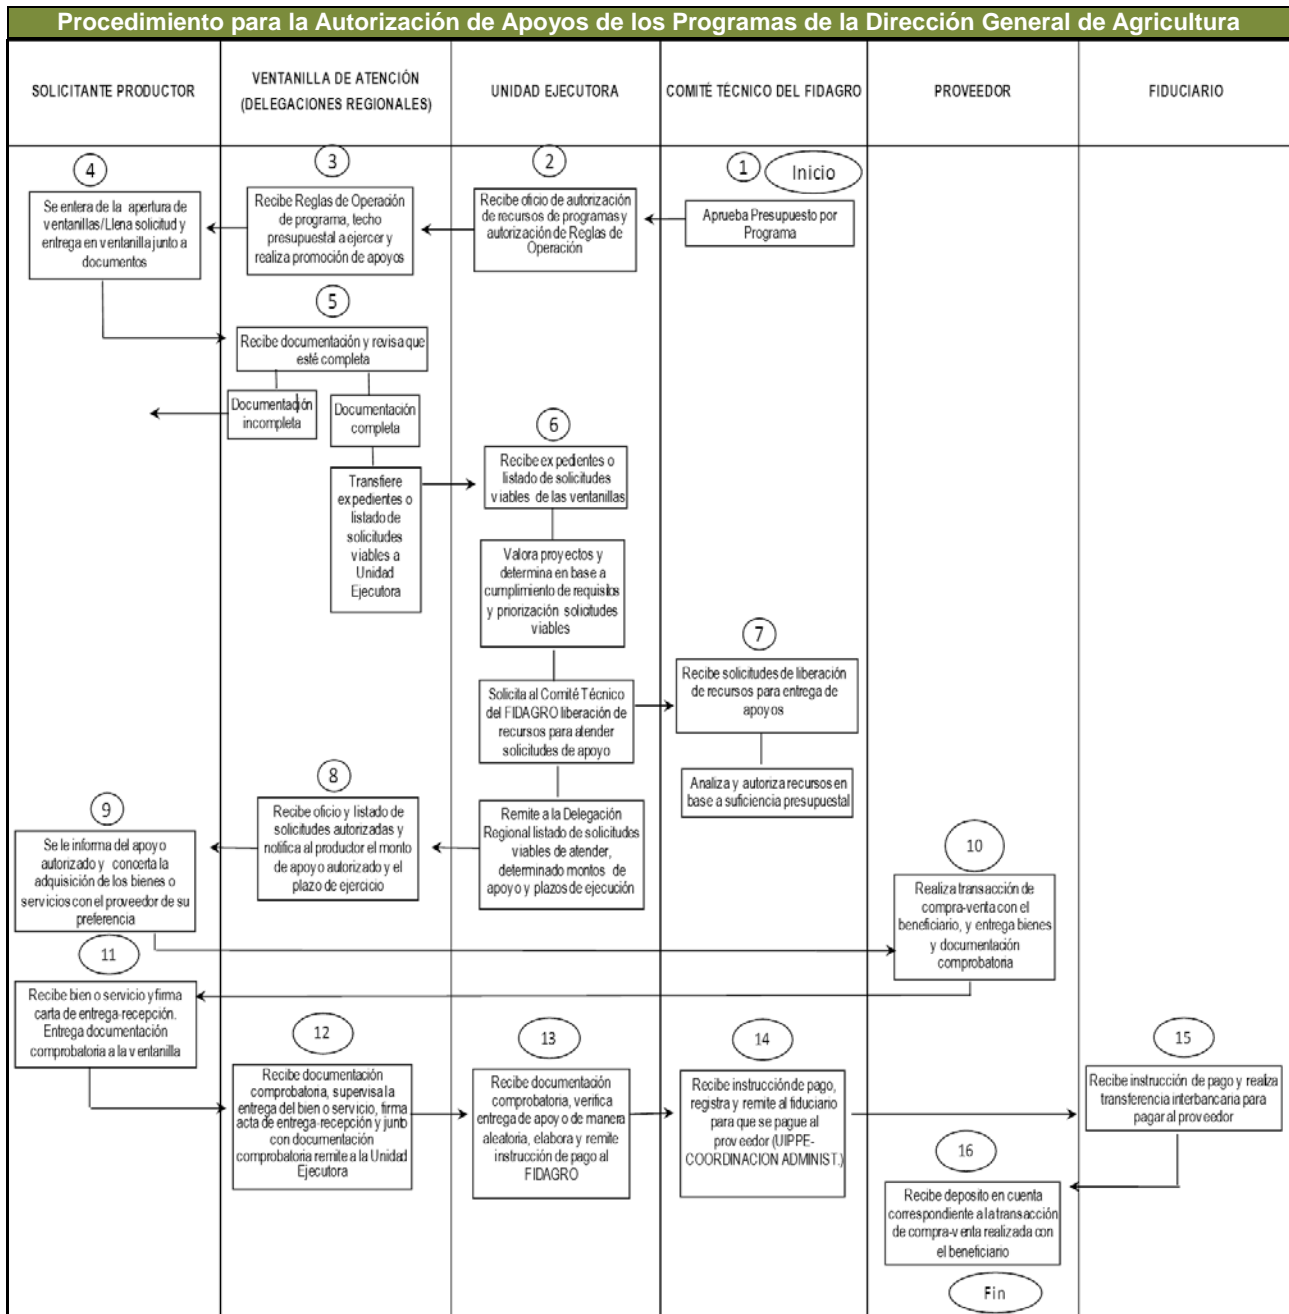 Procedimiento para la Autorización de Apoyos de los Programas de la Dirección General de Agricultura
SOLICITANTE PRODUCTOR
VENTANILLA DE ATENCIÓN
(DELEGACIONES REGIONALES)
UNIDAD EJECUTORA
COMITÉ TÉCNICO DEL FIDAGRO
PROVEEDOR
FIDUCIARIO
1
Inicio
Aprueba Presupuesto por
Programa
2
Recibe oficio de autorización
de recursos de programas y
autorización de Reglas de
Operación
3
Recibe Reglas de Operación
de programa, techo
presupuestal a ejercer y
realiza promoción de apoyos
4
Se entera de la apertura de
ventanillas/Llena solicitud y
entrega en ventanilla junto a
documentos
5
Recibe documentación y revisa que
esté completa
Documentación
incompleta
Documentación
completa
Transfiere
expedientes o
listado de
solicitudes
viables a
Unidad
Ejecutora
6
Recibe expedientes o
listado de solicitudes
viables de las ventanillas
Valora proyectos y
determina en base a
cumplimiento de requisitos
y priorización solicitudes
viables
Solicita al Comité Técnico
del FIDAGRO liberación de
recursos para atender
solicitudes de apoyo
7
Recibe solicitudes de liberación
de recursos para entrega de
apoyos
Analiza y autoriza recursos en
base a suficiencia presupuestal
Remite a la Delegación
Regional listado de solicitudes
viables de atender,
determinado montos de
apoyo y plazos de ejecución
8
Recibe oficio y listado de
solicitudes autorizadas y
notifica al productor el monto
de apoyo autorizado y el
plazo de ejercicio
9
Se le informa del apoyo
autorizado y concerta la
adquisición de los bienes o
servicios con el proveedor de su
preferencia
10
Realiza transacción de
compra-venta con el
beneficiario, y entrega bienes
y documentación
comprobatoria
11
Recibe bien o servicio y firma
carta de entrega-recepción.
Entrega documentación
comprobatoria a la ventanilla
12
Recibe documentación
comprobatoria, supervisa la
entrega del bien o servicio, firma
acta de entrega-recepción y junto
con documentación
comprobatoria remite a la Unidad
Ejecutora
13
Recibe documentación
comprobatoria, verifica
entrega de apoyo de manera
aleatoria, elabora y remite
instrucción de pago al
FIDAGRO
14
Recibe instrucción de pago,
registra y remite al fiduciario
para que se pague al
proveedor (UIPPE-
COORDINACION ADMINIST.)
15
Recibe instrucción de pago y realiza
transferencia interbancaria para
pagar al proveedor
16
Recibe deposito en cuenta
correspondiente a la transacción
de compra-venta realizada con
el beneficiario
Fin